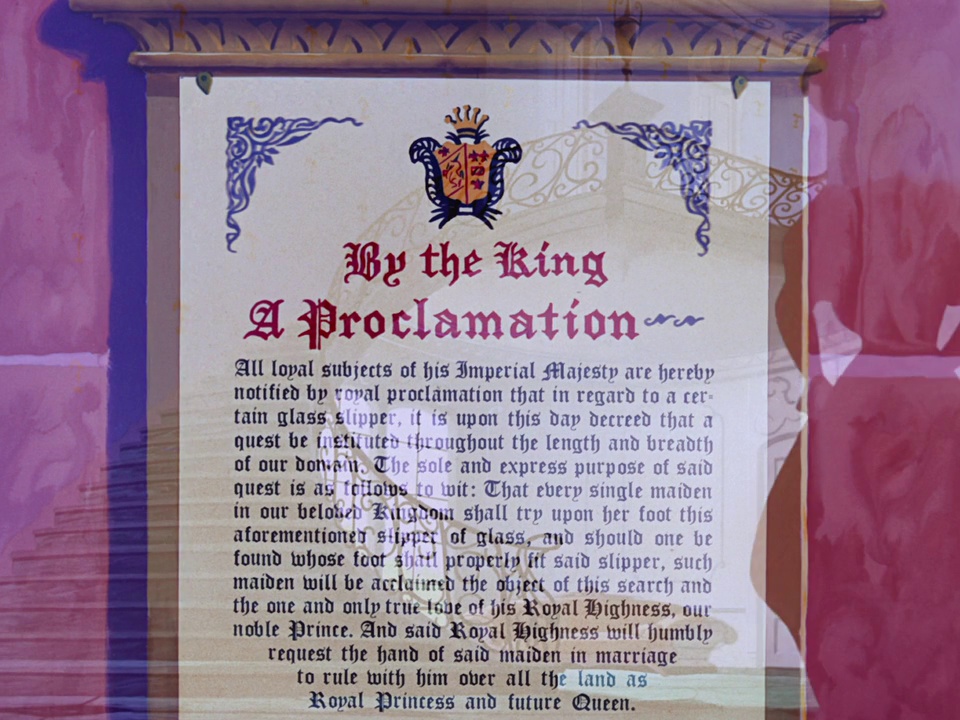 By the King
A Proclamation
All loyal subjects of his Imperial Majesty are hereby
notified by royal proclamation that in regard to a cer-
tain glass slipper, it is upon this day decreed that a
quest be instituted throughout the length and breadth
of our domain. The sole and express purpose of said
quest is as follows to wit: That every single maiden
in our beloved Kingdom shall try upon her foot this
aforementioned slipper of glass, and should one be
found whose foot shall properly fit said slipper, such
maiden will be acclaimed the object of this search and
the one and only true love of his Royal Highness, our
noble Prince. And said Royal Highness will humbly
request the hand of said maiden in marriage
to rule with him over all the land as
Royal Princess and future Queen.